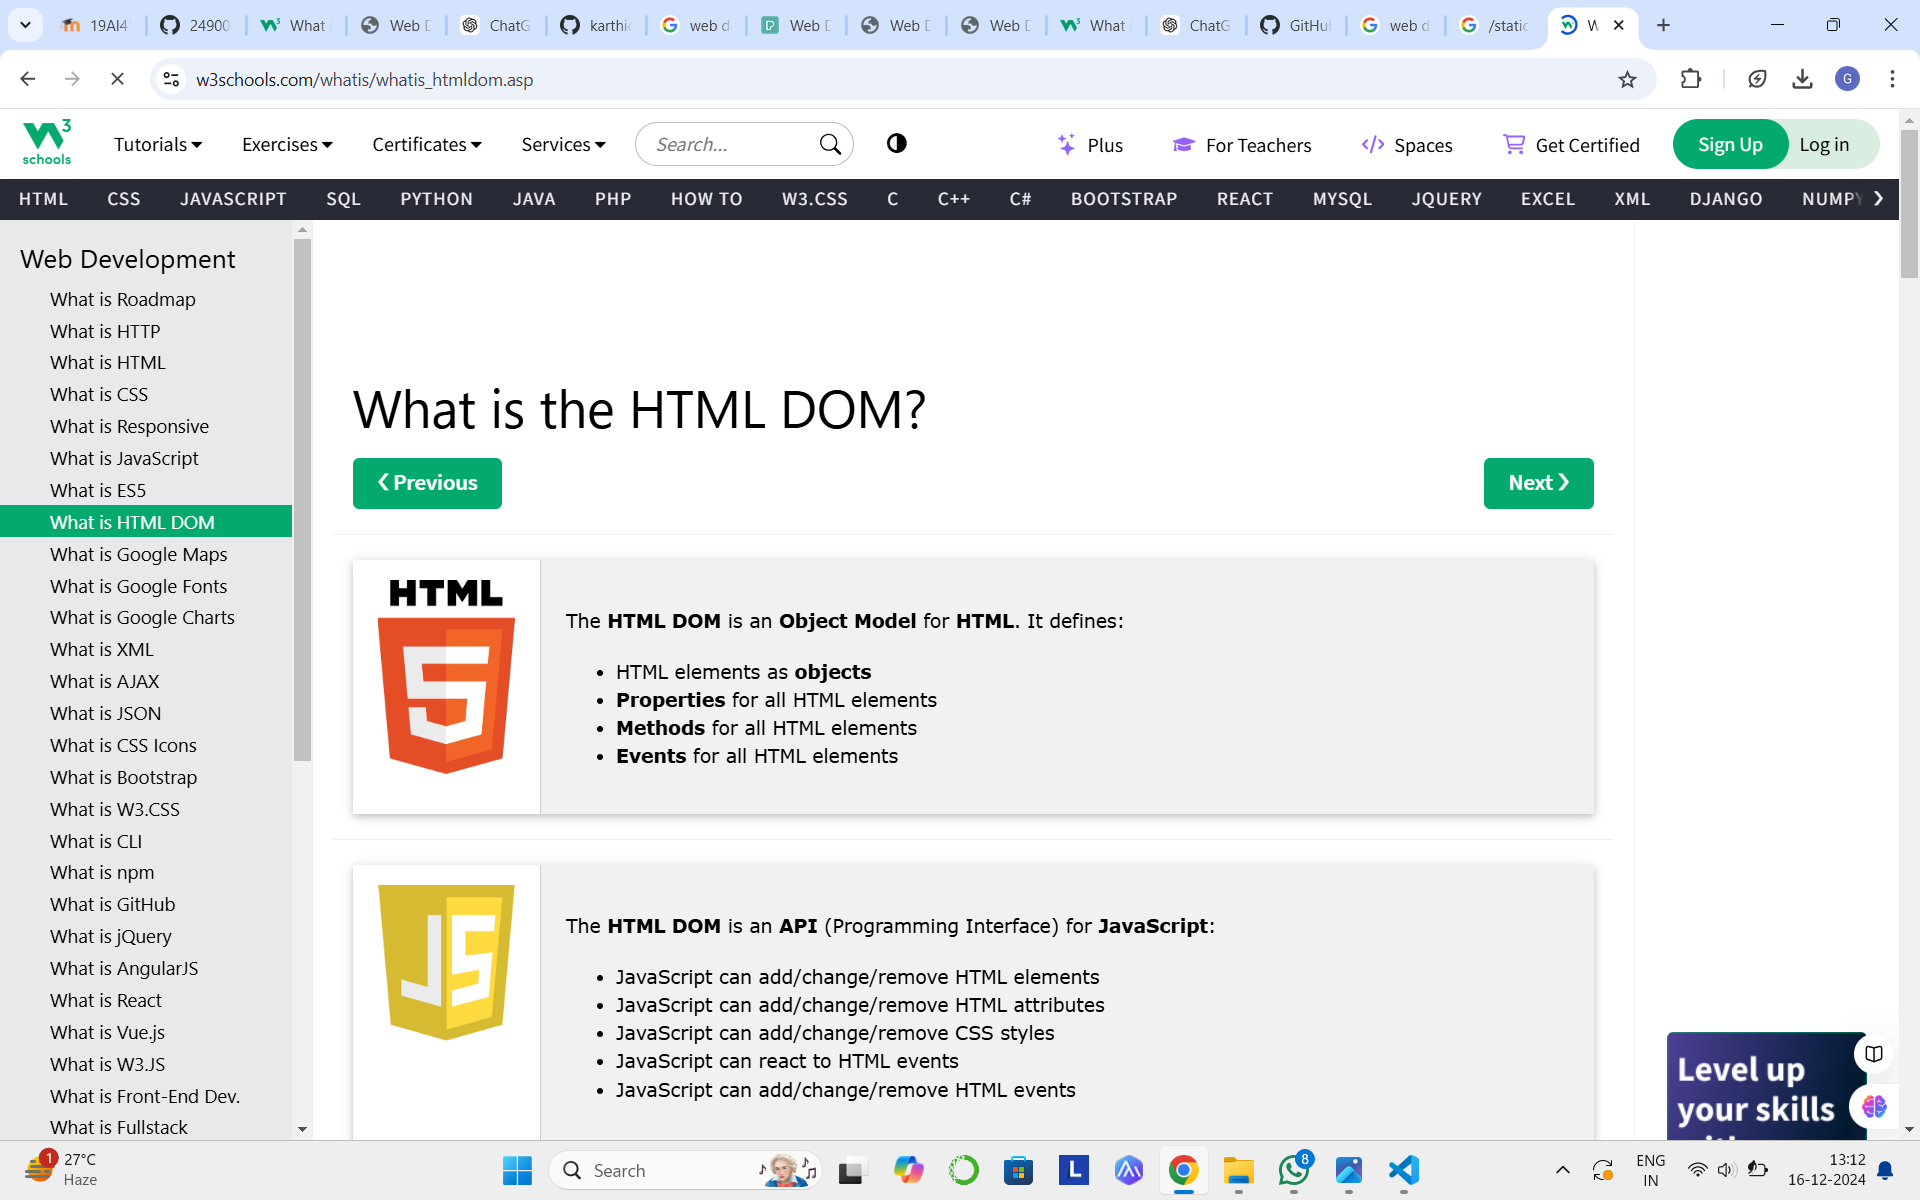 19AI4
24900
What
Web D
ChatG
karthic
web d
Web D
Web D
Web D
What
ChatG
GitHu
web d
/static
W
w3schools.com/whatis/whatis_htmldom.asp
G
3
schools
Tutorials
Exercises
Certificates
Services
Search...
Plus
For Teachers
Spaces
Get Certified
Sign Up
Log in
HTML
CSS
JAVASCRIPT
SQL
PYTHON
JAVA
PHP
HOW TO
W3.CSS
C
C++
C#
BOOTSTRAP
REACT
MYSQL
JQUERY
EXCEL
XML
DJANGO
NUMPY
Web Development
What is Roadmap
What is HTTP
What is HTML
What is CSS
What is Responsive
What is JavaScript
What is ES5
What is HTML DOM
What is Google Maps
What is Google Fonts
What is Google Charts
What is XML
What is AJAX
What is JSON
What is CSS Icons
What is Bootstrap
What is W3.CSS
What is CLI
What is npm
What is GitHub
What is jQuery
What is AngularJS
What is React
What is Vue.js
What is W3.JS
What is Front-End Dev.
What is Fullstack
What is the HTML DOM?
❮ Previous
Next ❯
HTML
5
The HTML DOM is an Object Model for HTML. It defines:
• HTML elements as objects
• Properties for all HTML elements
• Methods for all HTML elements
• Events for all HTML elements
JS
The HTML DOM is an API (Programming Interface) for JavaScript:
• JavaScript can add/change/remove HTML elements
• JavaScript can add/change/remove HTML attributes
• JavaScript can add/change/remove CSS styles
• JavaScript can react to HTML events
• JavaScript can add/change/remove HTML events
Level up
your skills
1
27°C
Haze
Search
L
8
ENG
IN
13:12
16-12-2024